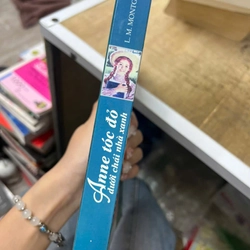 L. M. MONTG
Anne tóc đỏ
dưới chái nhà xanh